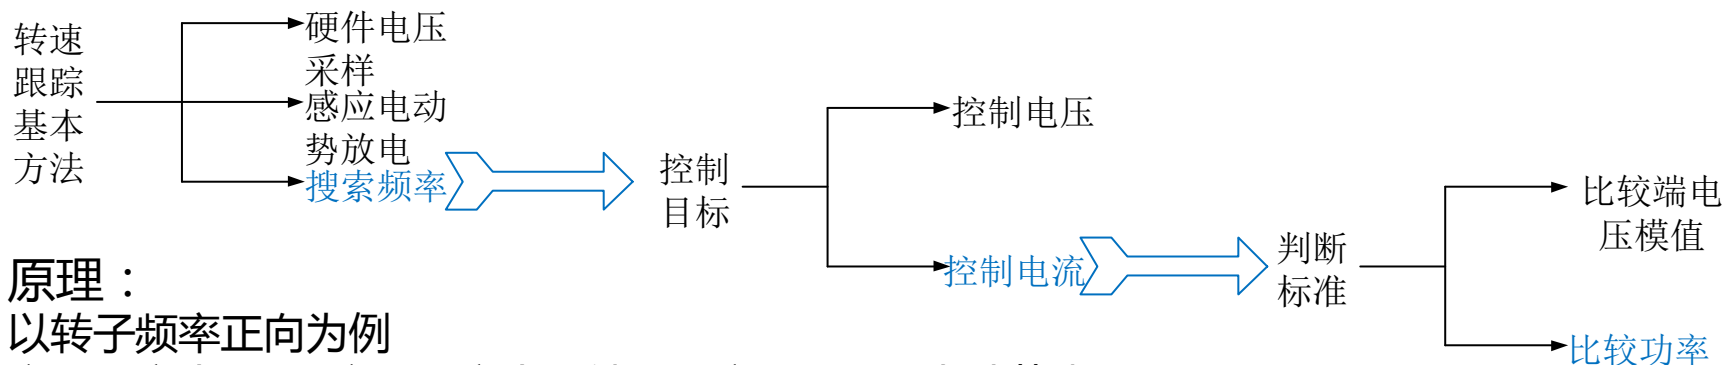 转速
跟踪
基本
方法
硬件电压
采样
感应电动
势放电
搜索频率
控制
目标
控制电压
控制电流
判断
标准
比较端电
压模值
比较功率
原理：
以转子频率正向为例